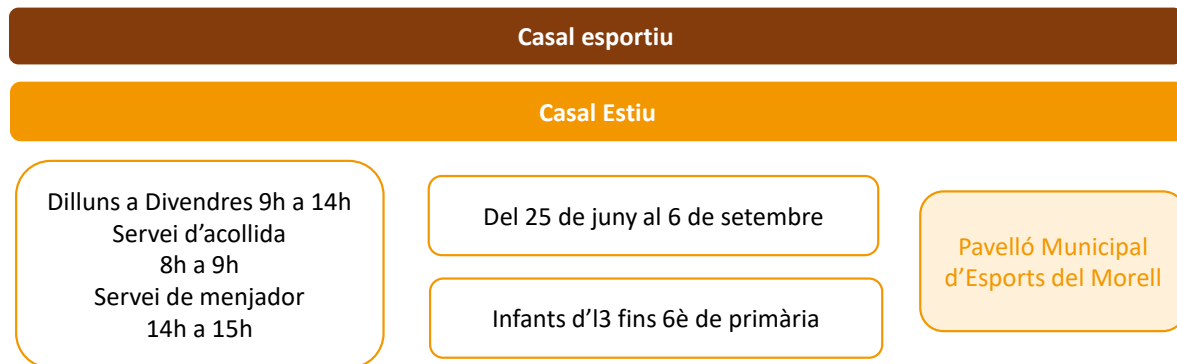 Casal esportiu
Casal Estiu
Dilluns a Divendres 9h a 14h
Servei d’acollida
8h a 9h
Servei de menjador
14h a 15h
Del 25 de juny al 6 de setembre
Infants d’I3 fins 6è de primària
Pavelló Municipal
d’Esports del Morell